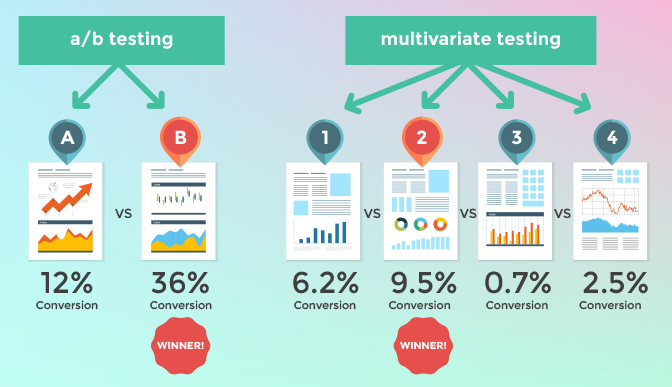 a/b testing
A
B
VS
12%
Conversion
36%
Conversion
WINNER!
multivariate testing
1
2
3
4
VS
VS
VS
6.2%
Conversion
9.5%
Conversion
0.7%
Conversion
2.5%
Conversion
WINNER!